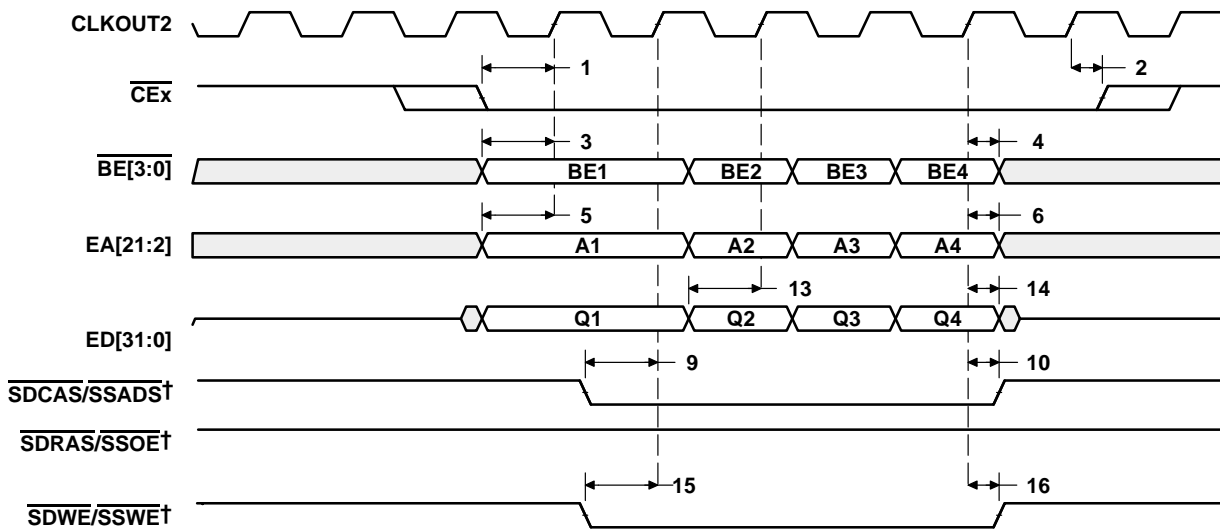 CLKOUT2
1 2
CEx
3 4
BE[3:0] BE1 BE2 BE3 BE4
5 6
EA[21:2] A1 A2 A3 A4
13 14
ED[31:0] Q1 Q2 Q3 Q4
9 10
SDCAS/SSADS†
SDRAS/SSOE†
15 16
SDWE/SSWE†